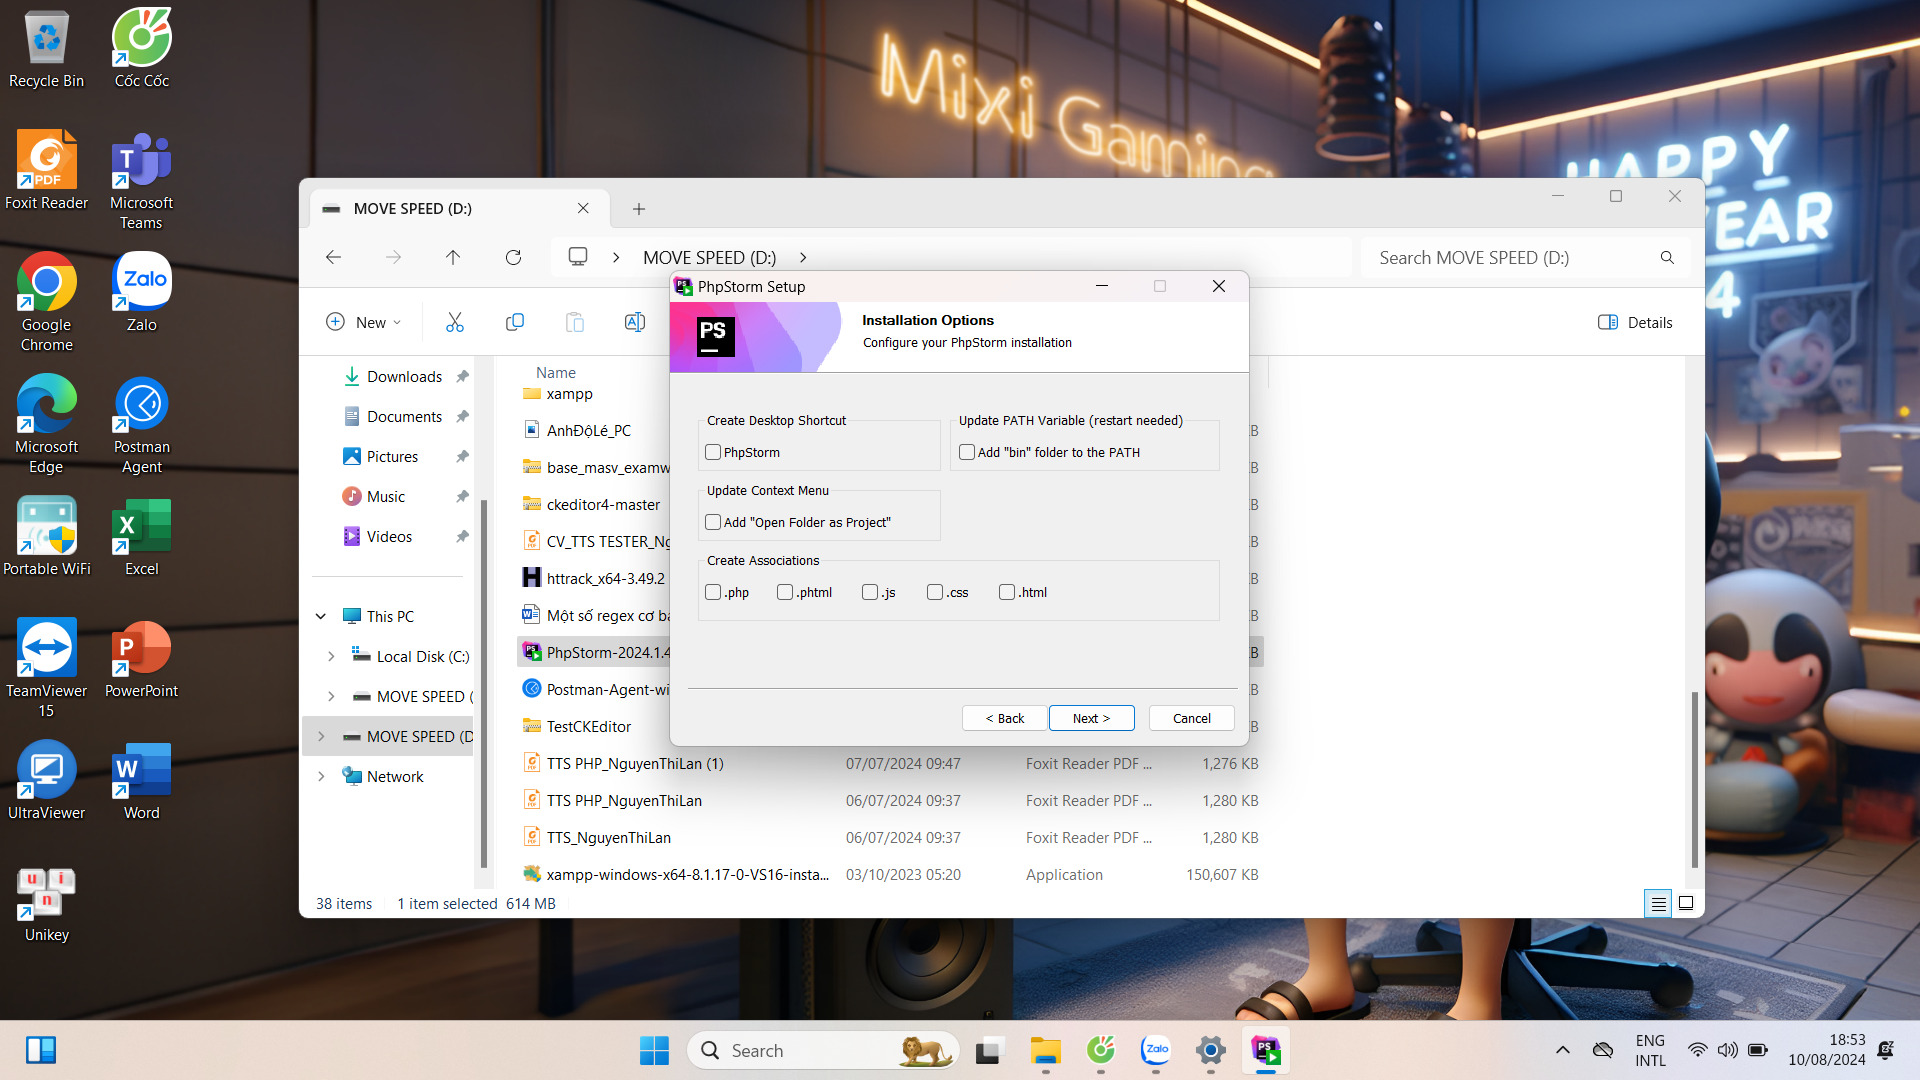 Recycle Bin
Cốc Cốc
Foxit Reader
Microsoft
Teams
Google
Chrome
Zalo
Microsoft
Edge
Postman
Agent
Portable WiFi
Excel
TeamViewer
15
PowerPoint
UltraViewer
Word
Unikey
Mixi Gaming
HAPPY
YEAR
4
MOVE SPEED (D:)
MOVE SPEED (D:)
Search MOVE SPEED (D:)
New
Details
Downloads
Documents
Pictures
Music
Videos
This PC
Local Disk (C:)
MOVE SPEED (
MOVE SPEED (D
Network
Name
xampp
AnhĐộLé_PC
base_masv_examw
ckeditor4-master
CV_TTS TESTER_Ng
httrack_x64-3.49.2
Một số regex cơ bả
PhpStorm-2024.1.4
Postman-Agent-wi
TestCKEditor
TTS PHP_NguyenThiLan (1) 07/07/2024 09:47 Foxit Reader PDF ... 1,276 KB
TTS PHP_NguyenThiLan 06/07/2024 09:37 Foxit Reader PDF ... 1,280 KB
TTS_NguyenThiLan 06/07/2024 09:37 Foxit Reader PDF ... 1,280 KB
xampp-windows-x64-8.1.17-0-VS16-insta... 03/10/2023 05:20 Application 150,607 KB
38 items 1 item selected 614 MB
PhpStorm Setup
PS
Installation Options
Configure your PhpStorm installation
Create Desktop Shortcut
PhpStorm
Update PATH Variable (restart needed)
Add "bin" folder to the PATH
Update Context Menu
Add "Open Folder as Project"
Create Associations
.php .phtml .js .css .html
< Back Next > Cancel
Search
Zalo
ENG
INTL
18:53
10/08/2024